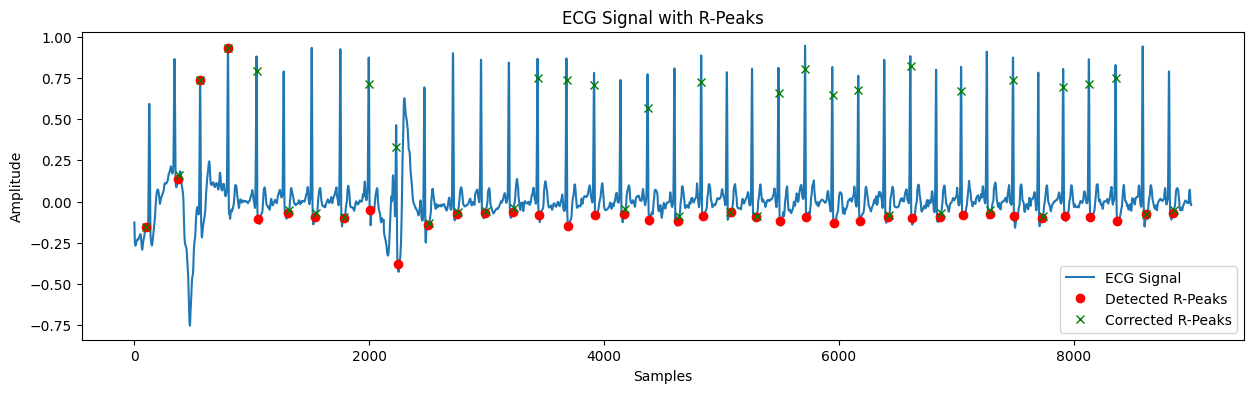 ECG Signal with R-Peaks
1.00
0.75
0.50
0.25
0.00
−0.25
−0.50
−0.75
Amplitude
ECG Signal
Detected R-Peaks
Corrected R-Peaks
0 2000 4000 6000 8000
Samples